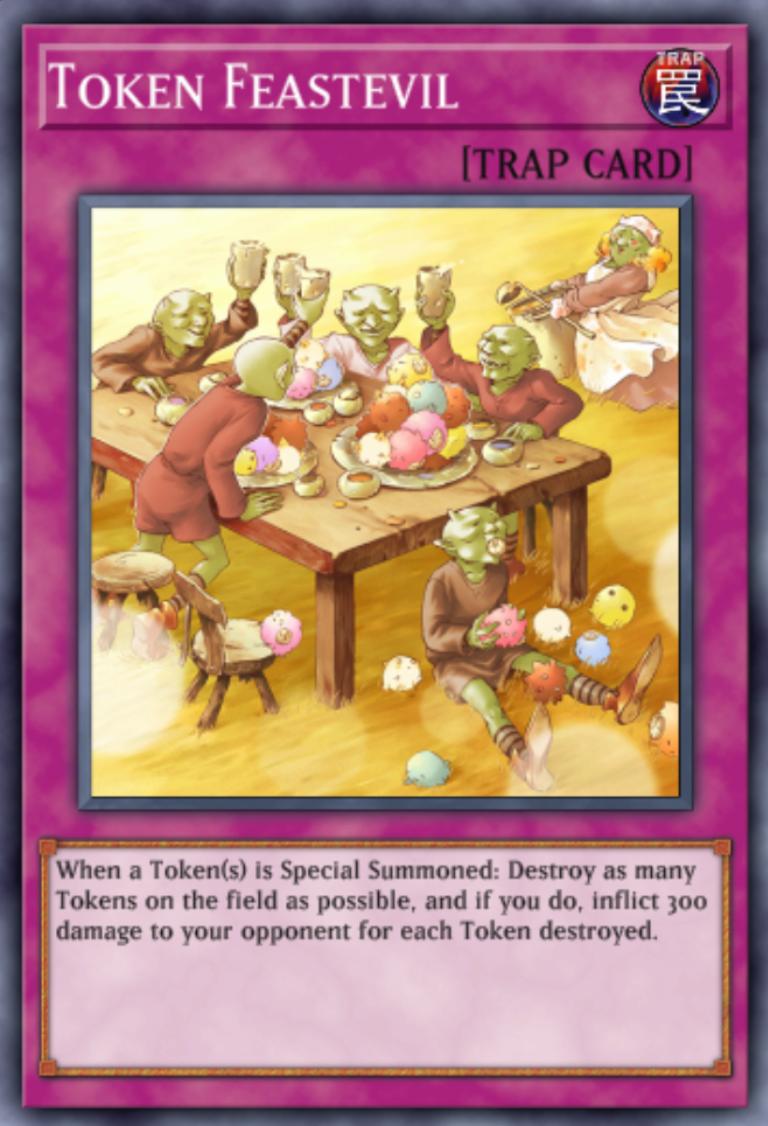 Token Feastevil
TRAP
罠
[TRAP CARD]
When a Token(s) is Special Summoned: Destroy as many
Tokens on the field as possible, and if you do, inflict 300
damage to your opponent for each Token destroyed.